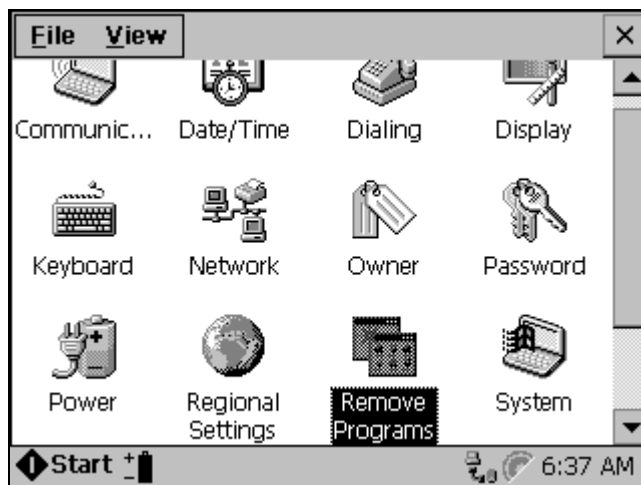 File View
Communic... Date/Time Dialing Display
Keyboard Network Owner Password
Power Regional Settings Remove Programs System
Start 6:37 AM